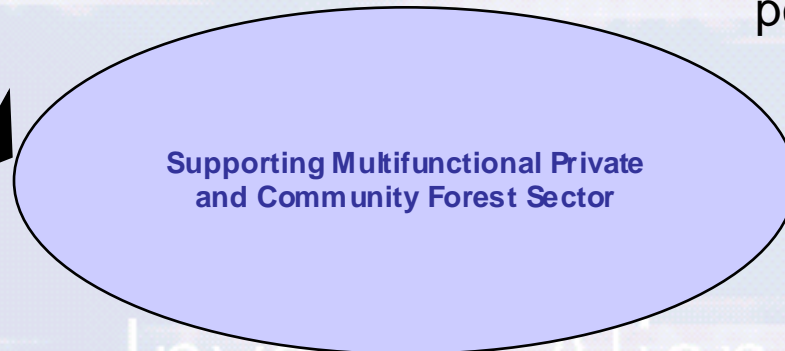 Supporting Multifunctional Private
and Community Forest Sector